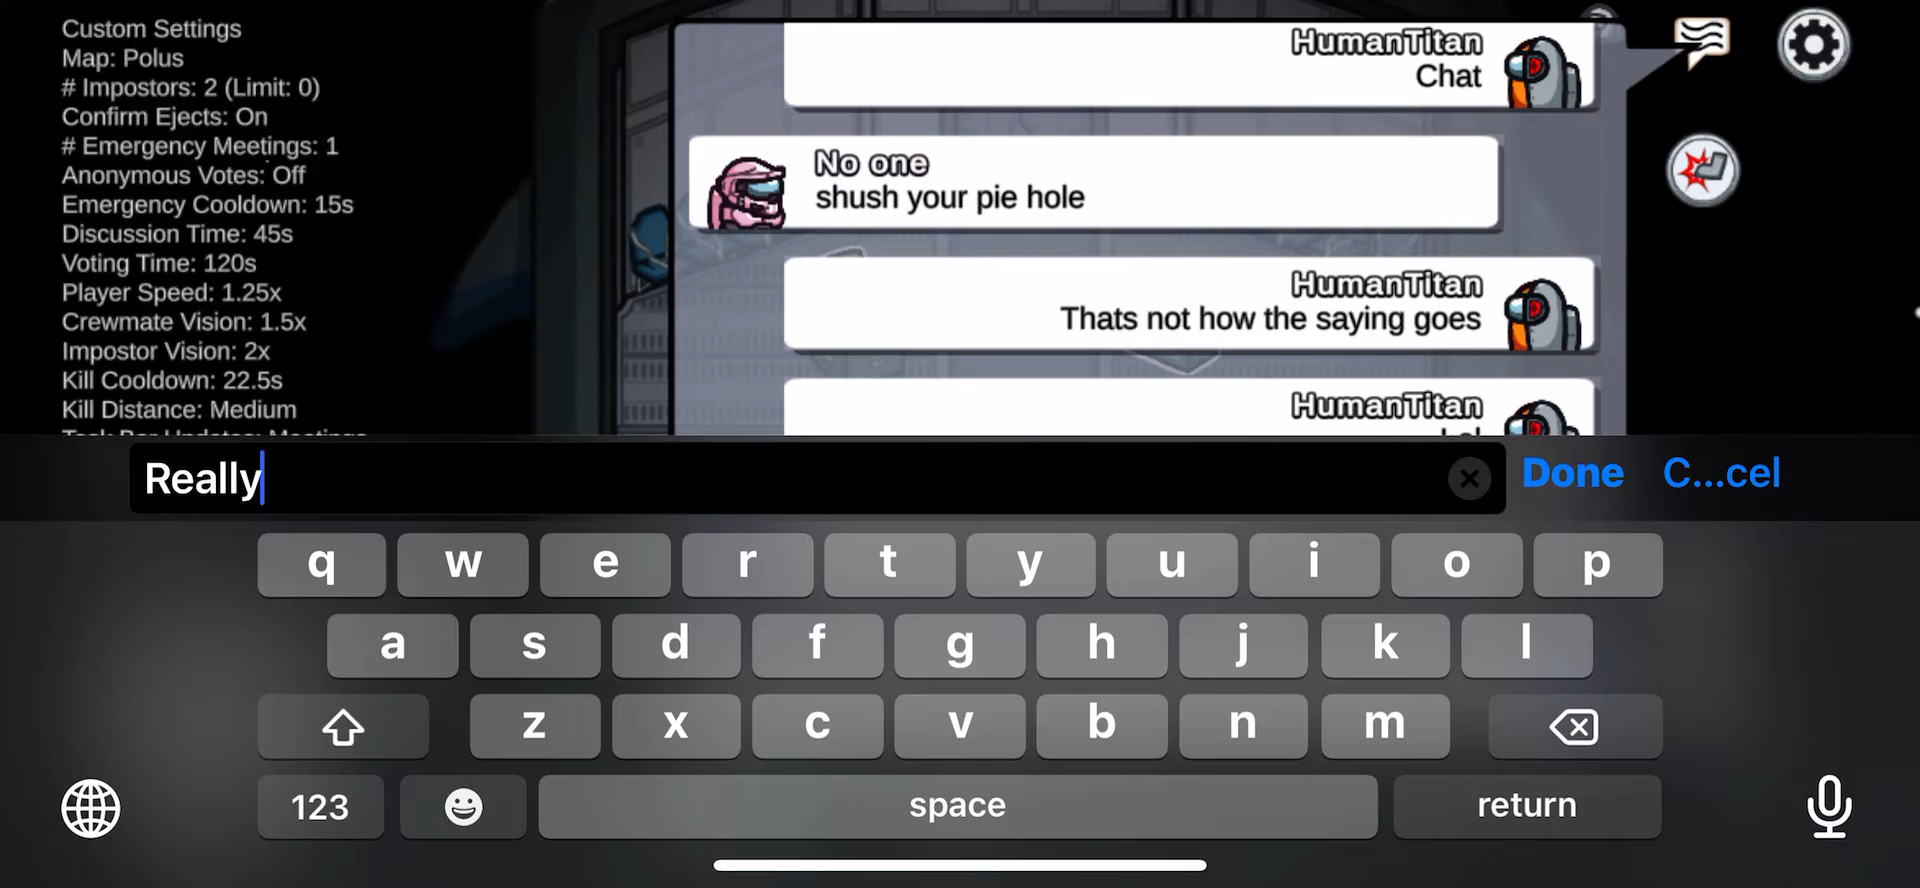 Custom Settings
Map: Polus
# Impostors: 2 (Limit: 0)
Confirm Ejects: On
# Emergency Meetings: 1
Anonymous Votes: Off
Emergency Cooldown: 15s
Discussion Time: 45s
Voting Time: 120s
Player Speed: 1.25x
Crewmate Vision: 1.5x
Impostor Vision: 2x
Kill Cooldown: 22.5s
Kill Distance: Medium
HumanTitan
Chat
No one
shush your pie hole
HumanTitan
Thats not how the saying goes
HumanTitan
Really
Done
C...cel
q w e r t y u i o p
a s d f g h j k l
z x c v b n m
123
space
return